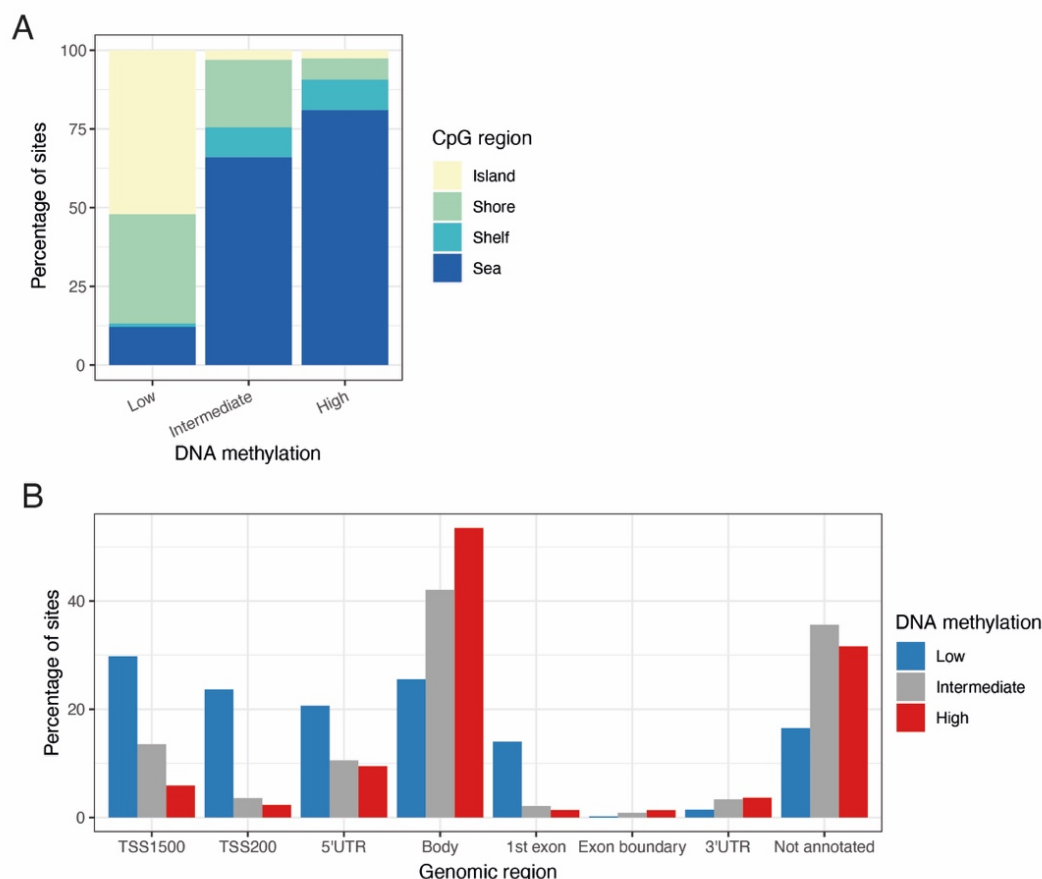 A
100
75
50
25
0
Percentage of sites
Low
Intermediate
High
DNA methylation
CpG region
Island
Shore
Shelf
Sea
B
40
20
0
Percentage of sites
TSS1500 TSS200 5'UTR Body 1st exon Exon boundary 3'UTR Not annotated
Genomic region
DNA methylation
Low
Intermediate
High